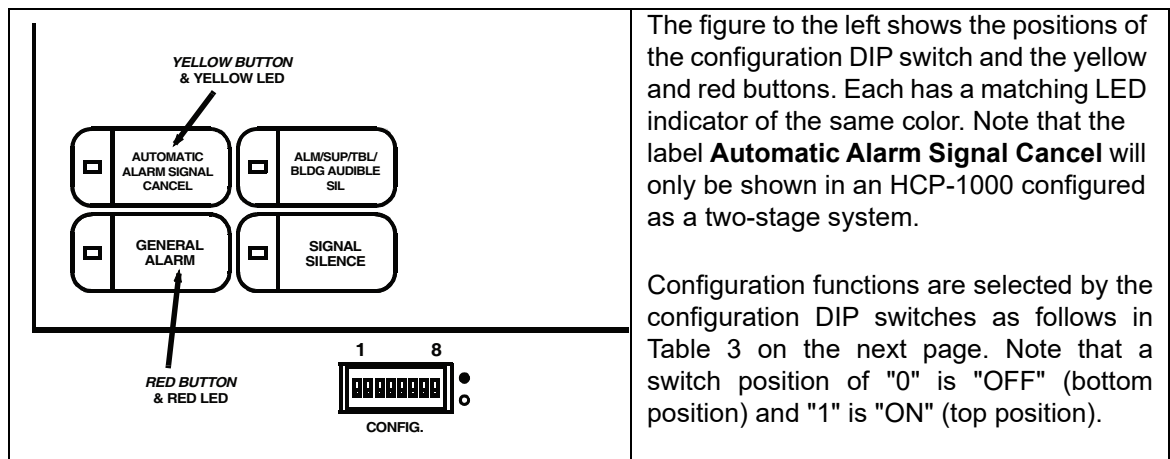 YELLOW BUTTON
& YELLOW LED
AUTOMATIC
ALARM SIGNAL
CANCEL
ALM/SUP/TBL/
BLDG AUDIBLE
SIL
GENERAL
ALARM
SIGNAL
SILENCE
RED BUTTON
& RED LED
1 8
CONFIG.
The figure to the left shows the positions of
the configuration DIP switch and the yellow
and red buttons. Each has a matching LED
indicator of the same color. Note that the
label Automatic Alarm Signal Cancel will
only be shown in an HCP-1000 configured
as a two-stage system.
Configuration functions are selected by the
configuration DIP switches as follows in
Table 3 on the next page. Note that a
switch position of "0" is "OFF" (bottom
position) and "1" is "ON" (top position).